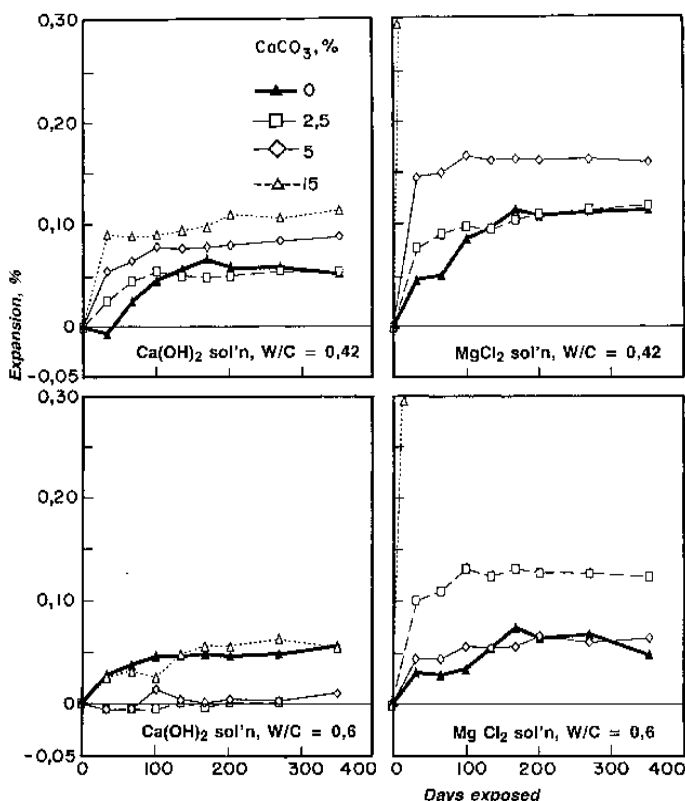 0,30
CaCO3, %
0
2,5
5
15
0,20
0,10
0
-0,05
Expansion, %
Ca(OH)2 sol'n, W/C = 0,42
MgCl2 sol'n, W/C = 0,42
0,30
0,20
0,10
0
-0,05
Ca(OH)2 sol'n, W/C = 0,6
Mg Cl2 sol'n, W/C = 0,6
0 100 200 300 400 0 100 200 300 400
Days exposed